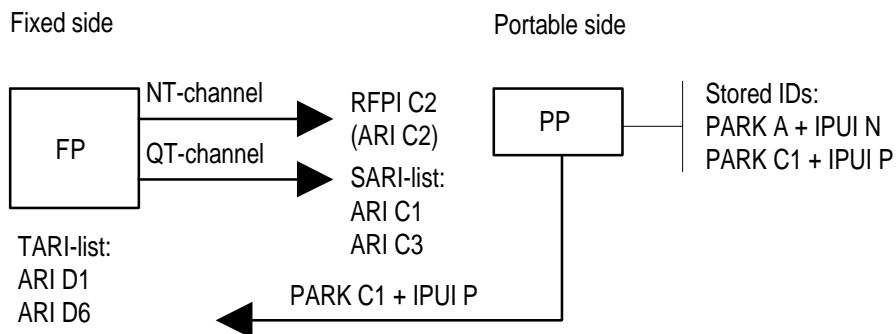 Fixed side
Portable side
NT-channel
RFPI C2
(ARI C2)
FP
QT-channel
SARI-list:
ARI C1
ARI C3
TARI-list:
ARI D1
ARI D6
PP
Stored IDs:
PARK A + IPUI N
PARK C1 + IPUI P
PARK C1 + IPUI P